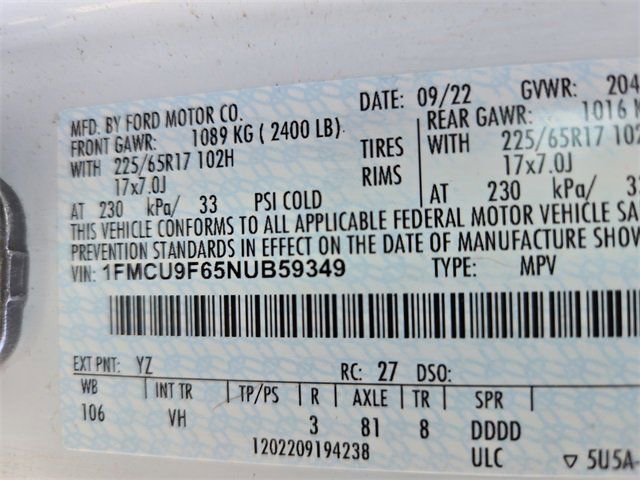 MFD. BY FORD MOTOR CO. DATE: 09/22 GVWR: 204
FRONT GAWR: 1089 KG ( 2400 LB) REAR GAWR: 1016 K
WITH 225/65R17 102H TIRES WITH 225/65R17 102
17x7.0J RIMS 17x7.0J
AT 230 kPa/ 33 PSI COLD AT 230 kPa/ 33
THIS VEHICLE CONFORMS TO ALL APPLICABLE FEDERAL MOTOR VEHICLE SA
PREVENTION STANDARDS IN EFFECT ON THE DATE OF MANUFACTURE SHOW
VIN: 1FMCU9F65NUB59349 TYPE: MPV
EXT PNT: YZ RC: 27 DSO:
WB INT TR TP/PS R AXLE TR SPR
106 VH 3 81 8 DDDD
1202209194238 ULC ▽ 5U5A-